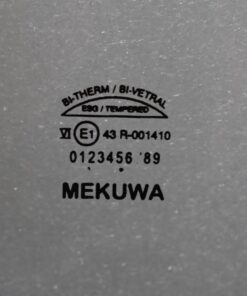 BI-THERM / BI-VETRAL
ESG / TEMPERED
VI E1 43 R-001410
0123456 '89
MEKUWA